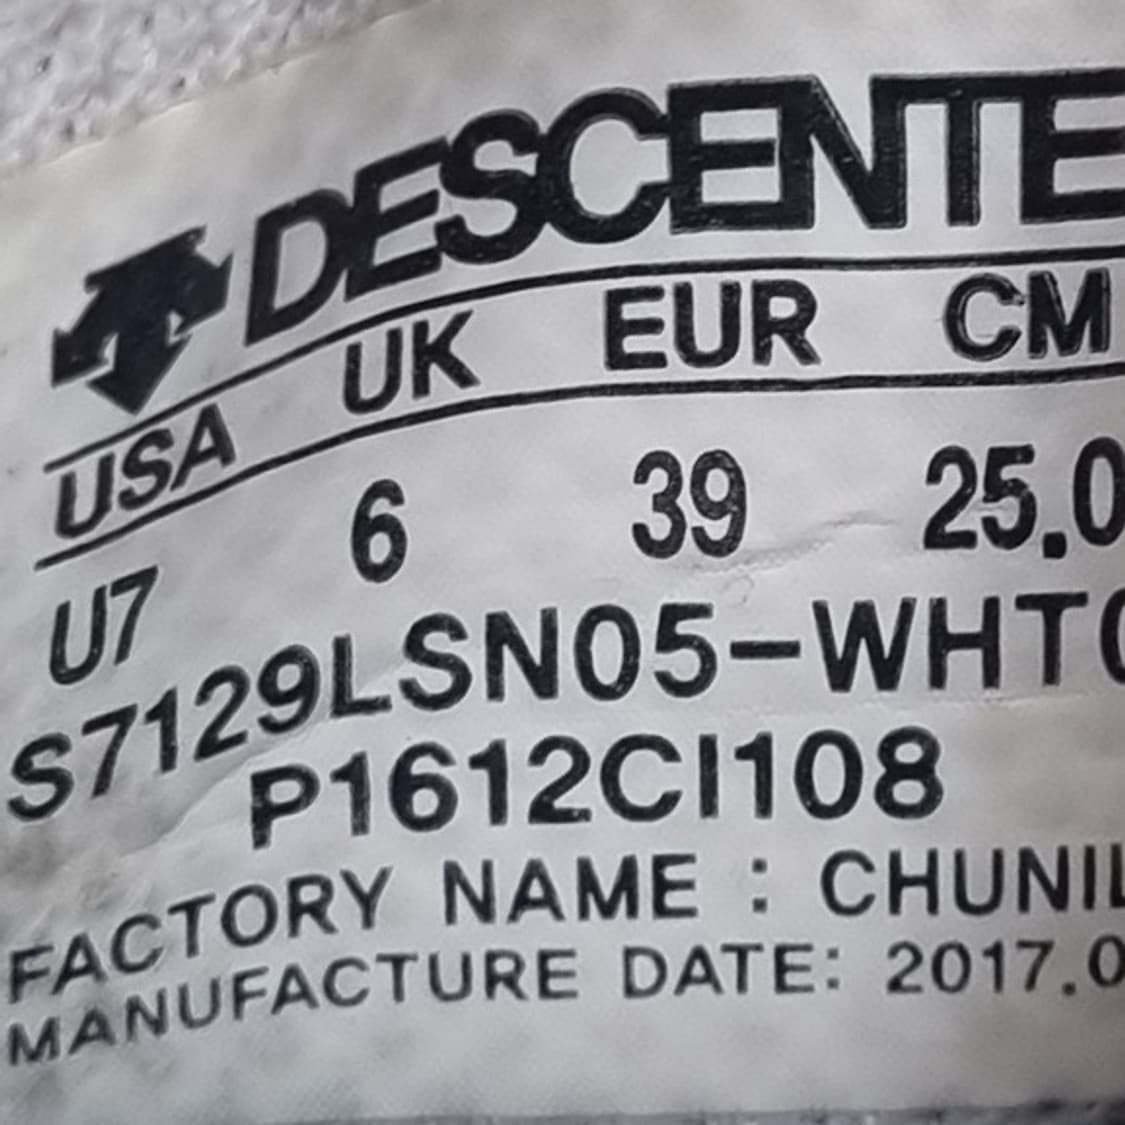 DESCENTE
USA UK EUR CM
U7 6 39 25.0
S7129LSN05-WHT0
P1612CI108
FACTORY NAME : CHUNIL
MANUFACTURE DATE: 2017.0